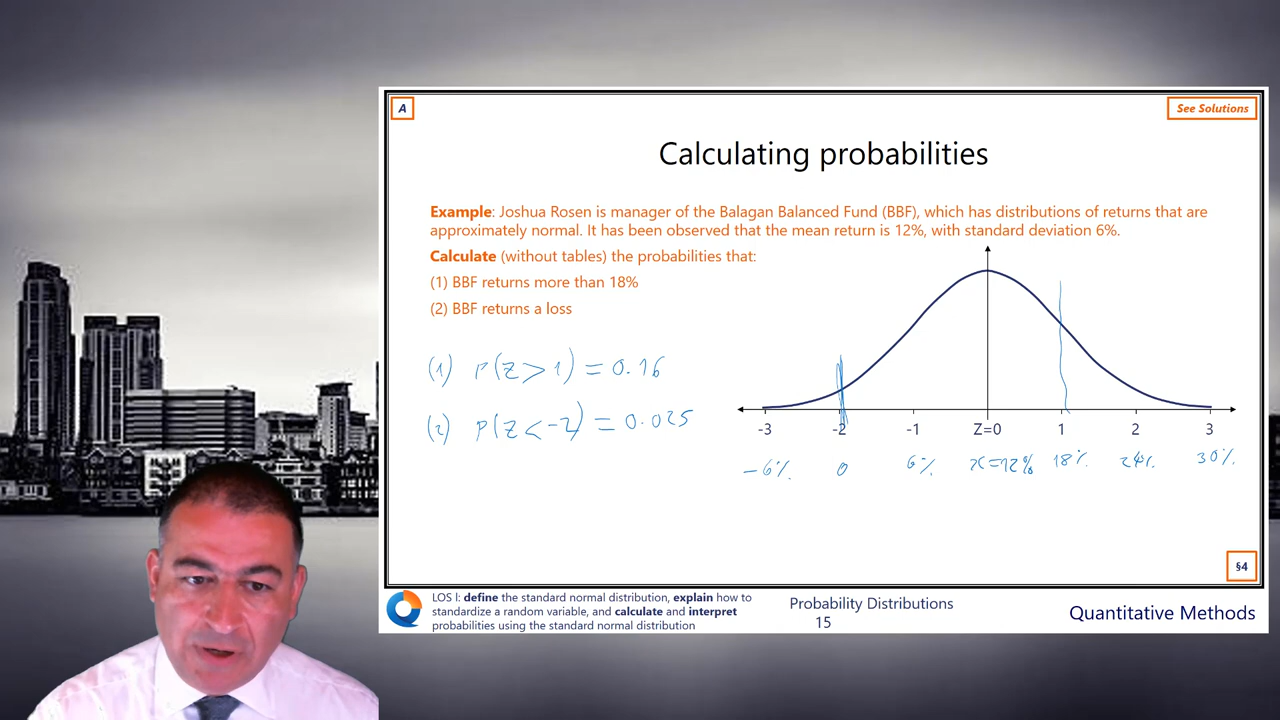 A
See Solutions
Calculating probabilities
Example: Joshua Rosen is manager of the Balagan Balanced Fund (BBF), which has distributions of returns that are
approximately normal. It has been observed that the mean return is 12%, with standard deviation 6%.
Calculate (without tables) the probabilities that:
(1) BBF returns more than 18%
(2) BBF returns a loss
(1) P(Z > 1) = 0.16
(2) P(Z < -2) = 0.025
-3 -2 -1 Z=0 1 2 3
-6% 0 6% x=12% 18% 24% 30%
§4
LOS l: define the standard normal distribution, explain how to
standardize a random variable, and calculate and interpret
probabilities using the standard normal distribution
Probability Distributions
15
Quantitative Methods